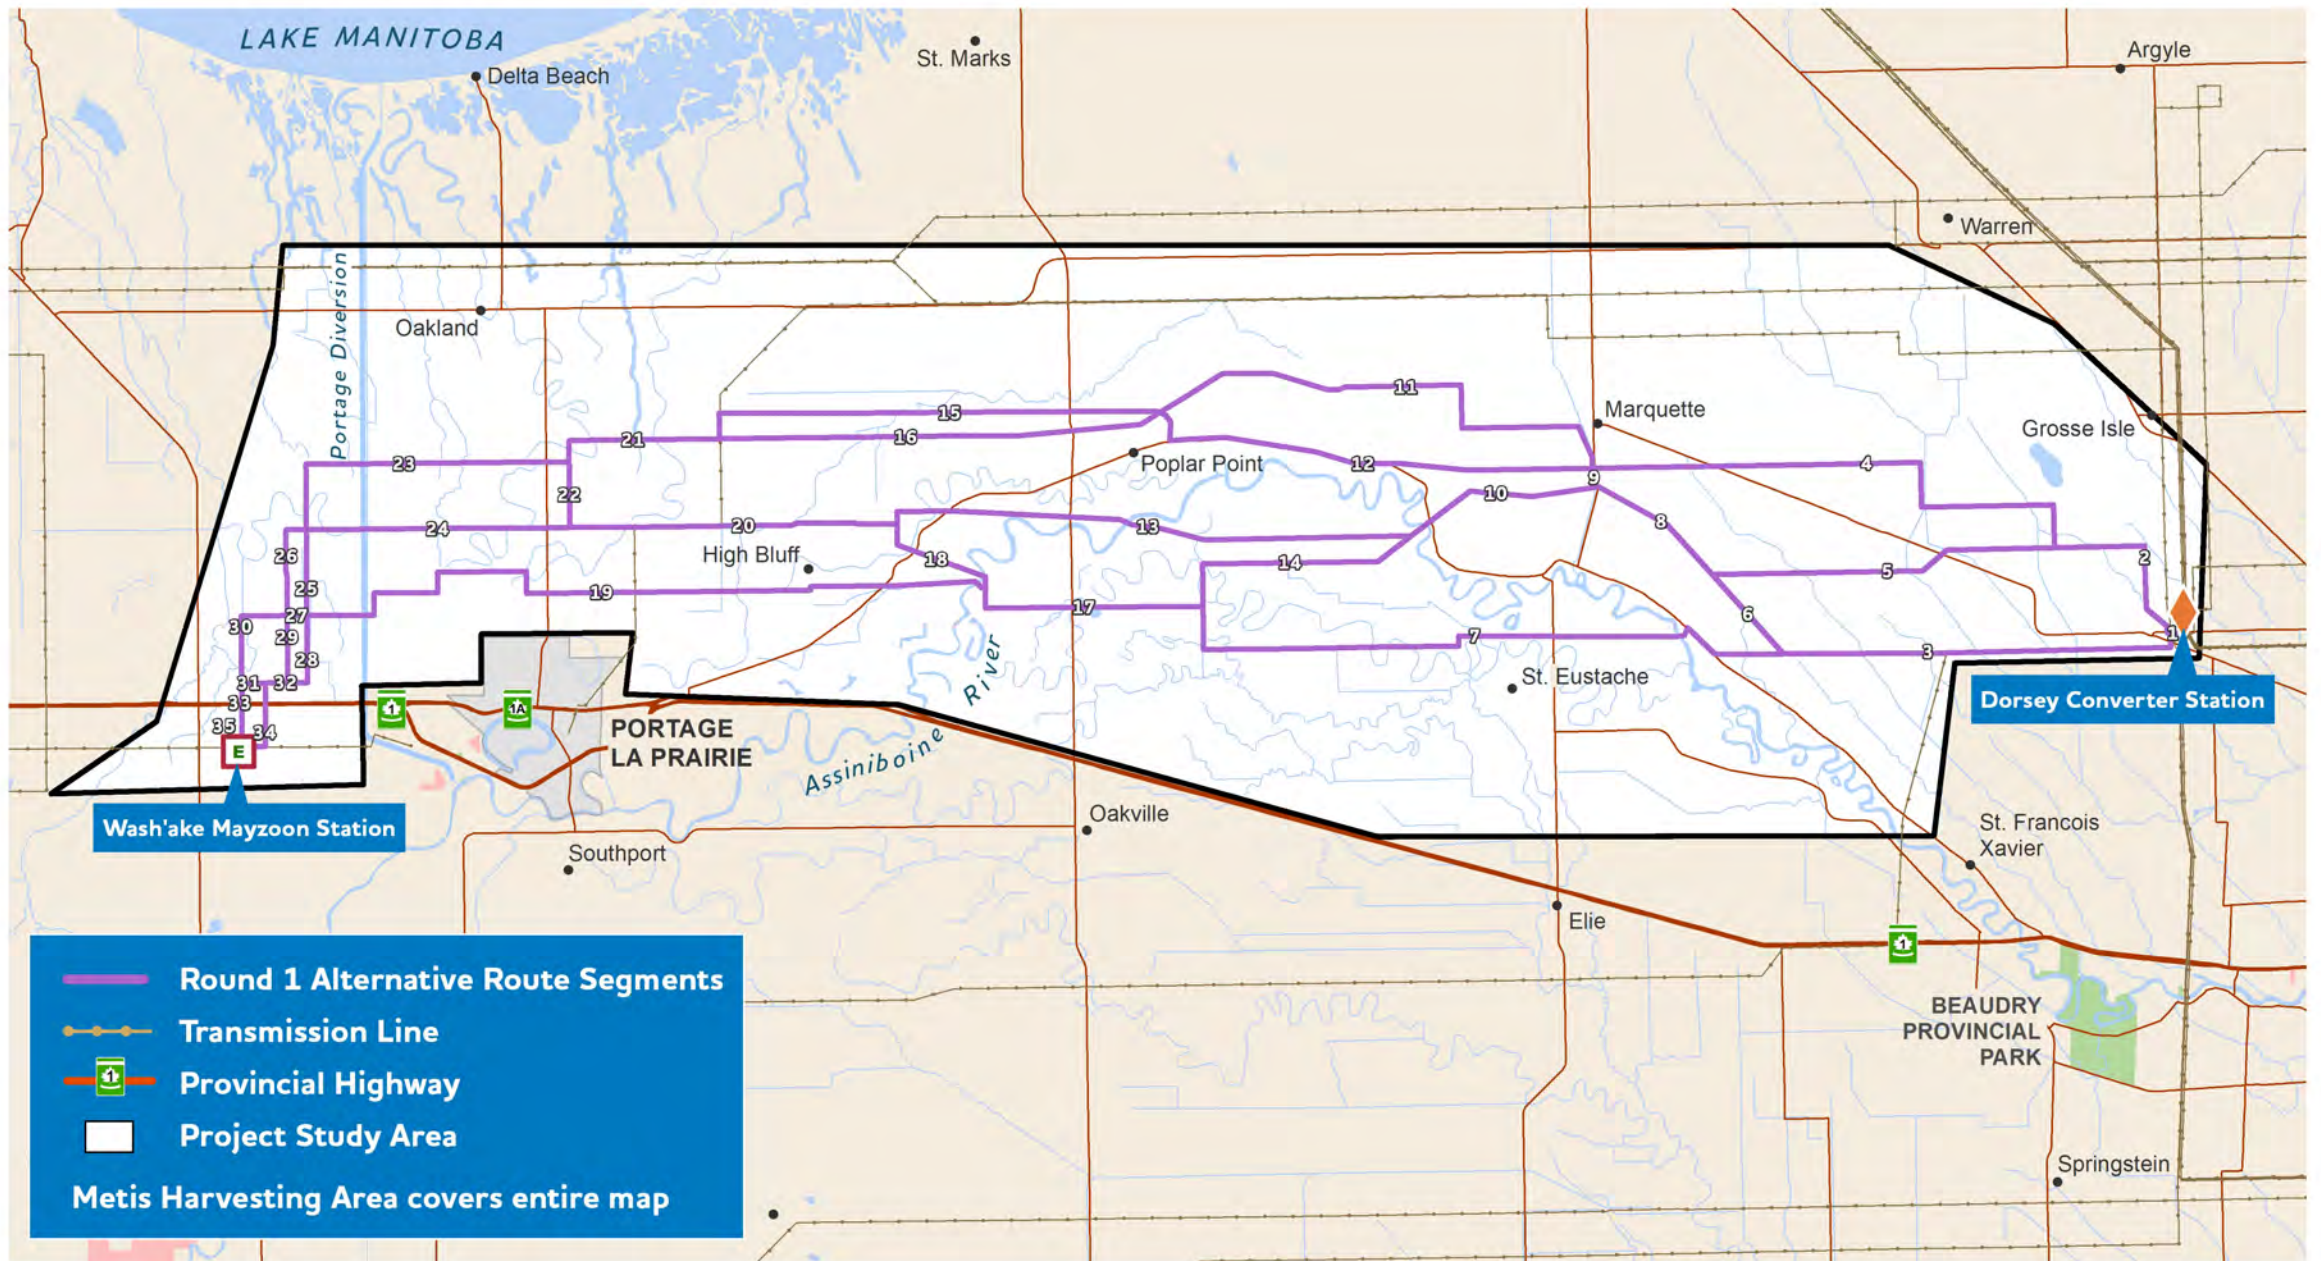 LAKE MANITOBA
Delta Beach
St. Marks
Argyle
Warren
Portage Diversion
Oakland
11
Marquette
15
Grosse Isle
16
21
Poplar Point
23
12
4
9
22
10
24
20
13
8
High Bluff
26
18
14
5
2
25
19
17
27
6
30
29
7
1
28
3
River
31
32
St. Eustache
33
Dorsey Converter Station
1
1A
35
34
PORTAGE
LA PRAIRIE
E
Assiniboine
Wash'ake Mayzoon Station
Oakville
St. Francois
Xavier
Southport
Elie
1
Round 1 Alternative Route Segments
Transmission Line
1
Provincial Highway
Project Study Area
Metis Harvesting Area covers entire map
BEAUDRY
PROVINCIAL
PARK
Springstein